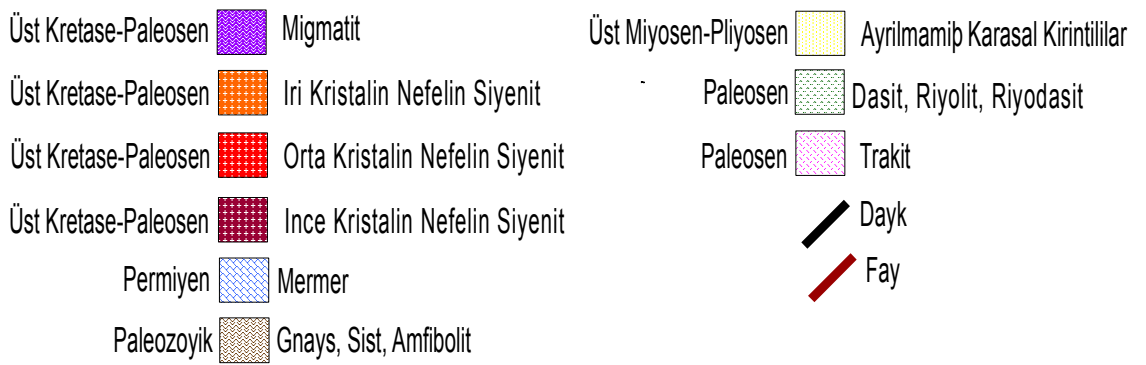 Üst Kretase-Paleosen Migmatit
Üst Kretase-Paleosen Iri Kristalin Nefelin Siyenit
Üst Kretase-Paleosen Orta Kristalin Nefelin Siyenit
Üst Kretase-Paleosen Ince Kristalin Nefelin Siyenit
Permiyen Mermer
Paleozoyik Gnays, Sist, Amfibolit
Üst Miyosen-Pliyosen Ayrilmamiþ Karasal Kirintililar
Paleosen Dasit, Riyolit, Riyodasit
Paleosen Trakit
Dayk
Fay